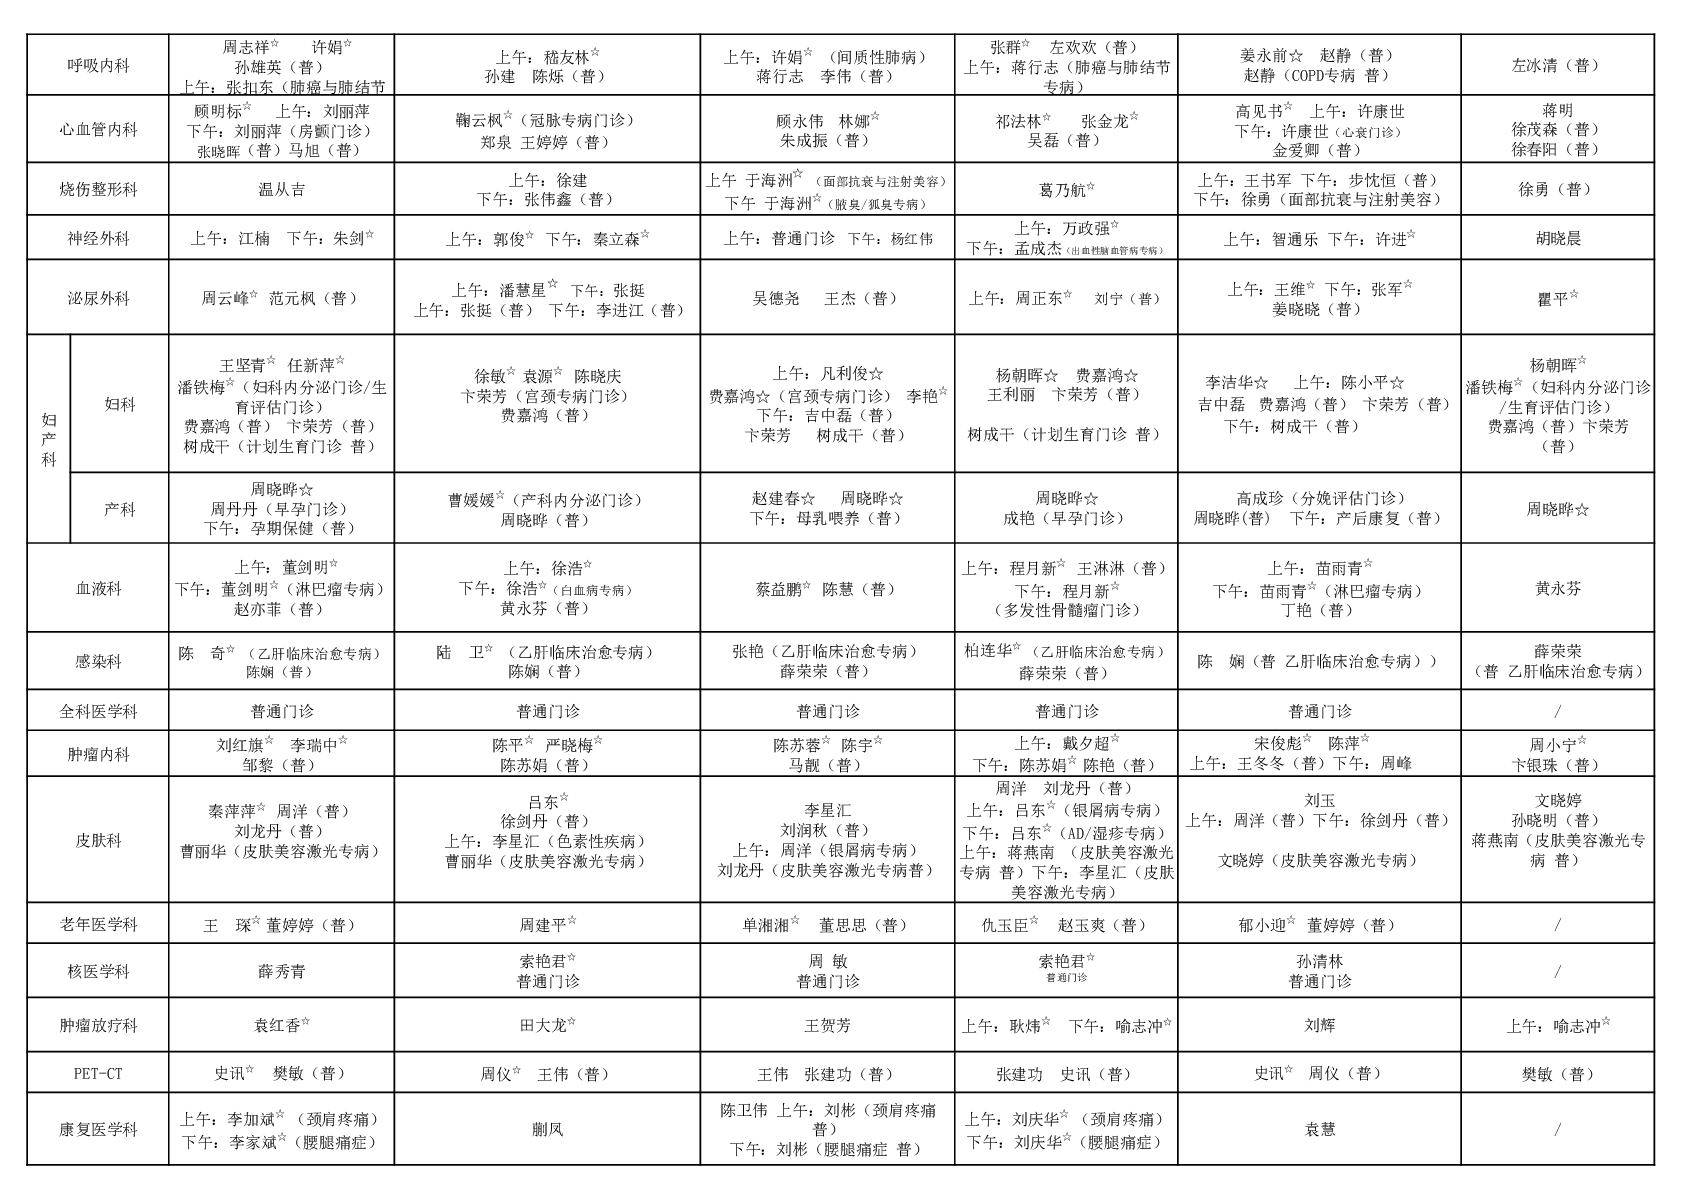 呼吸内科
周志祥☆ 许娟☆
孙雄英（普）
上午：张扣东（肺癌与肺结节
上午：嵇友林☆
孙建 陈烁（普）
上午：许娟☆ （间质性肺病）
蒋行志 李伟（普）
张群☆ 左欢欢（普）
上午：蒋行志（肺癌与肺结节
专病）
姜永前☆ 赵静（普）
赵静（COPD专病 普）
左冰清（普）
心血管内科
顾明标☆ 上午：刘丽萍
下午：刘丽萍（房颤门诊）
张晓晖（普）马旭（普）
鞠云枫☆（冠脉专病门诊）
郑泉 王婷婷（普）
顾永伟 林娜☆
朱成振（普）
祁法林☆ 张金龙☆
吴磊（普）
高见书☆ 上午：许康世
下午：许康世（心衰门诊）
金爱卿（普）
蒋明
徐茂森（普）
徐春阳（普）
烧伤整形科
温从吉
上午：徐建
下午：张伟鑫（普）
上午 于海洲☆ （面部抗衰与注射美容）
下午 于海洲☆（腋臭/狐臭专病）
葛乃航☆
上午：王书军 下午：步忱恒（普）
下午：徐勇（面部抗衰与注射美容）
徐勇（普）
神经外科
上午：江楠 下午：朱剑☆
上午：郭俊☆ 下午：秦立森☆
上午：普通门诊 下午：杨红伟
上午：万政强☆
下午：孟成杰（出血性脑血管病专病）
上午：智通乐 下午：许进☆
胡晓晨
泌尿外科
周云峰☆ 范元枫（普）
上午：潘慧星☆ 下午：张挺
上午：张挺（普） 下午：李进江（普）
吴德尧 王杰（普）
上午：周正东☆ 刘宁（普）
上午：王维☆ 下午：张军☆
姜晓晓（普）
瞿平☆
妇
产
科
妇科
王坚青☆ 任新萍☆
潘铁梅☆（妇科内分泌门诊/生
育评估门诊）
费嘉鸿（普） 卞荣芳（普）
树成干（计划生育门诊 普）
徐敏☆ 袁源☆ 陈晓庆
卞荣芳（宫颈专病门诊）
费嘉鸿（普）
上午：凡利俊☆
费嘉鸿☆（宫颈专病门诊） 李艳☆
下午：吉中磊（普）
卞荣芳 树成干（普）
杨朝晖☆ 费嘉鸿☆
王利丽 卞荣芳（普）
树成干（计划生育门诊 普）
李洁华☆ 上午：陈小平☆
吉中磊 费嘉鸿（普） 卞荣芳（普）
下午：树成干（普）
杨朝晖☆
潘铁梅☆（妇科内分泌门诊
/生育评估门诊）
费嘉鸿（普）卞荣芳
（普）
产科
周晓晔☆
周丹丹（早孕门诊）
下午：孕期保健（普）
曹媛媛☆（产科内分泌门诊）
周晓晔（普）
赵建春☆ 周晓晔☆
下午：母乳喂养（普）
周晓晔☆
成艳（早孕门诊）
高成珍（分娩评估门诊）
周晓晔(普) 下午：产后康复（普）
周晓晔☆
血液科
上午：董剑明☆
下午：董剑明☆（淋巴瘤专病）
赵亦菲（普）
上午：徐浩☆
下午：徐浩☆（白血病专病）
黄永芬（普）
蔡益鹏☆ 陈慧（普）
上午：程月新☆ 王淋淋（普）
下午：程月新☆
（多发性骨髓瘤门诊）
上午：苗雨青☆
下午：苗雨青☆（淋巴瘤专病）
丁艳（普）
黄永芬
感染科
陈 奇☆ （乙肝临床治愈专病）
陈娴（普）
陆 卫☆ （乙肝临床治愈专病）
陈娴（普）
张艳（乙肝临床治愈专病）
薛荣荣（普）
柏连华☆（乙肝临床治愈专病）
薛荣荣（普）
陈 娴（普 乙肝临床治愈专病））
薛荣荣
（普 乙肝临床治愈专病）
全科医学科
普通门诊
普通门诊
普通门诊
普通门诊
普通门诊
/
肿瘤内科
刘红旗☆ 李瑞中☆
邹黎（普）
陈平☆ 严晓梅☆
陈苏娟（普）
陈苏蓉☆ 陈宇☆
马靓（普）
上午：戴夕超☆
下午：陈苏娟☆ 陈艳（普）
宋俊彪☆ 陈萍☆
上午：王冬冬（普）下午：周峰
周小宁☆
卞银珠（普）
皮肤科
秦萍萍☆ 周洋（普）
刘龙丹（普）
曹丽华（皮肤美容激光专病）
吕东☆
徐剑丹（普）
上午：李星汇（色素性疾病）
曹丽华（皮肤美容激光专病）
李星汇
刘润秋（普）
上午：周洋（银屑病专病）
刘龙丹（皮肤美容激光专病普）
周洋 刘龙丹（普）
上午：吕东☆（银屑病专病）
下午：吕东☆（AD/湿疹专病）
上午：蒋燕南 （皮肤美容激光
专病 普）下午：李星汇（皮肤
美容激光专病）
刘玉
上午：周洋（普）下午：徐剑丹（普）
文晓婷（皮肤美容激光专病）
文晓婷
孙晓明（普）
蒋燕南（皮肤美容激光专
病 普）
老年医学科
王 琛☆ 董婷婷（普）
周建平☆
单湘湘☆ 董思思（普）
仇玉臣☆ 赵玉爽（普）
郁小迎☆ 董婷婷（普）
/
核医学科
薛秀青
索艳君☆
普通门诊
周 敏
普通门诊
索艳君☆
普通门诊
孙清林
普通门诊
/
肿瘤放疗科
袁红香☆
田大龙☆
王贺芳
上午：耿炜☆ 下午：喻志冲☆
刘辉
上午：喻志冲☆
PET-CT
史讯☆ 樊敏（普）
周仪☆ 王伟（普）
王伟 张建功（普）
张建功 史讯（普）
史讯☆ 周仪（普）
樊敏（普）
康复医学科
上午：李加斌☆ （颈肩疼痛）
下午：李家斌☆（腰腿痛症）
蒯凤
陈卫伟 上午：刘彬（颈肩疼痛
普）
下午：刘彬（腰腿痛症 普）
上午：刘庆华☆ （颈肩疼痛）
下午：刘庆华☆（腰腿痛症）
袁慧
/